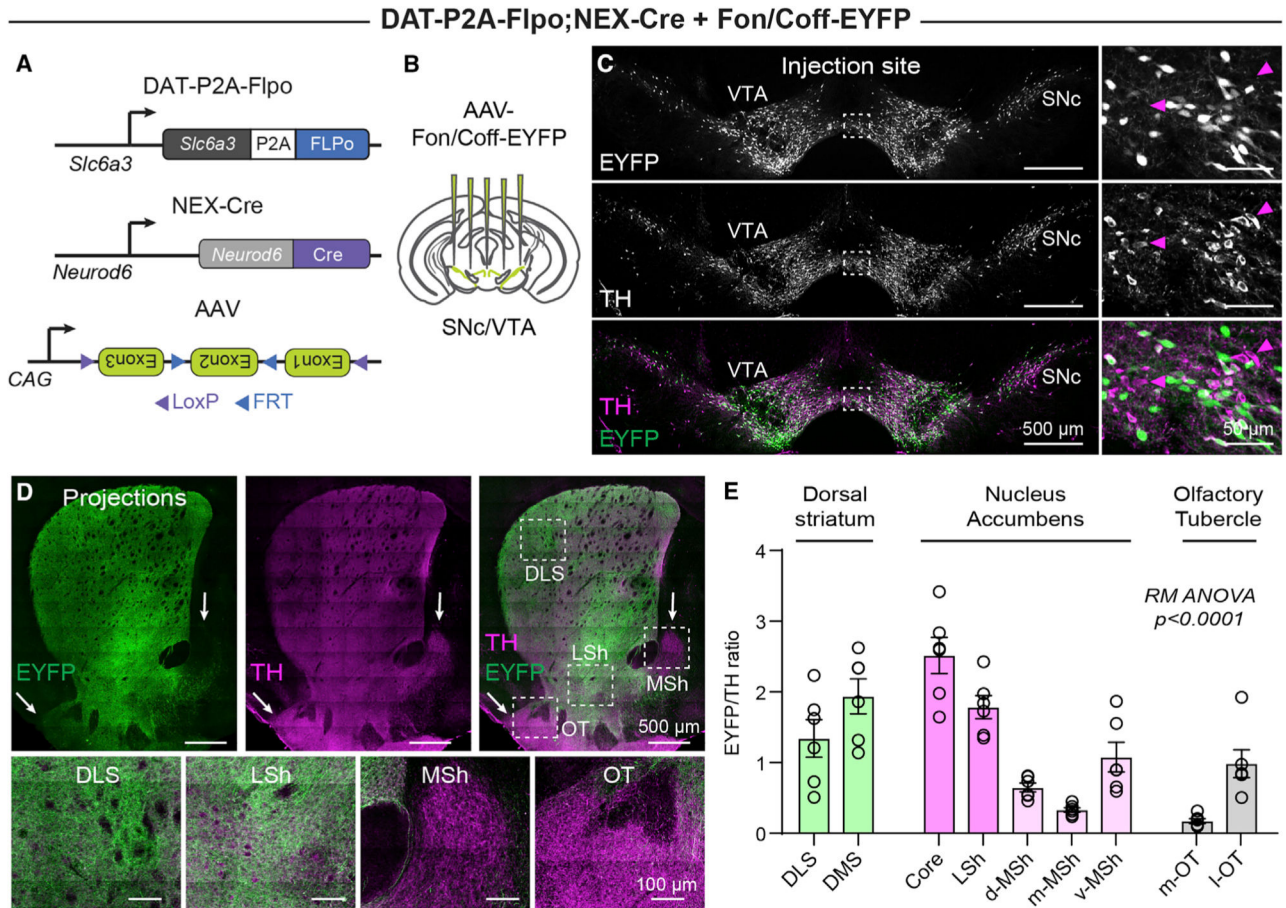 DAT-P2A-Flpo;NEX-Cre + Fon/Coff-EYFP
A
DAT-P2A-Flpo
Slc6a3 P2A FLPo
Slc6a3
NEX-Cre
Neurod6 Cre
Neurod6
AAV
Exon3 Exon2 Exon1
CAG
LoxP FRT
B
AAV-
Fon/Coff-EYFP
SNc/VTA
C
Injection site
VTA
SNc
EYFP
VTA
SNc
TH
VTA
SNc
TH
EYFP
500 µm
50 µm
D
Projections
EYFP
TH
DLS
TH
EYFP
LSh
MSh
OT
500 µm
DLS
LSh
MSh
OT
100 µm
E
Dorsal
striatum
Nucleus
Accumbens
Olfactory
Tubercle
RM ANOVA
p<0.0001
EYFP/TH ratio
4
3
2
1
0
DLS
DMS
Core
LSh
d-MSh
m-MSh
v-MSh
m-OT
l-OT